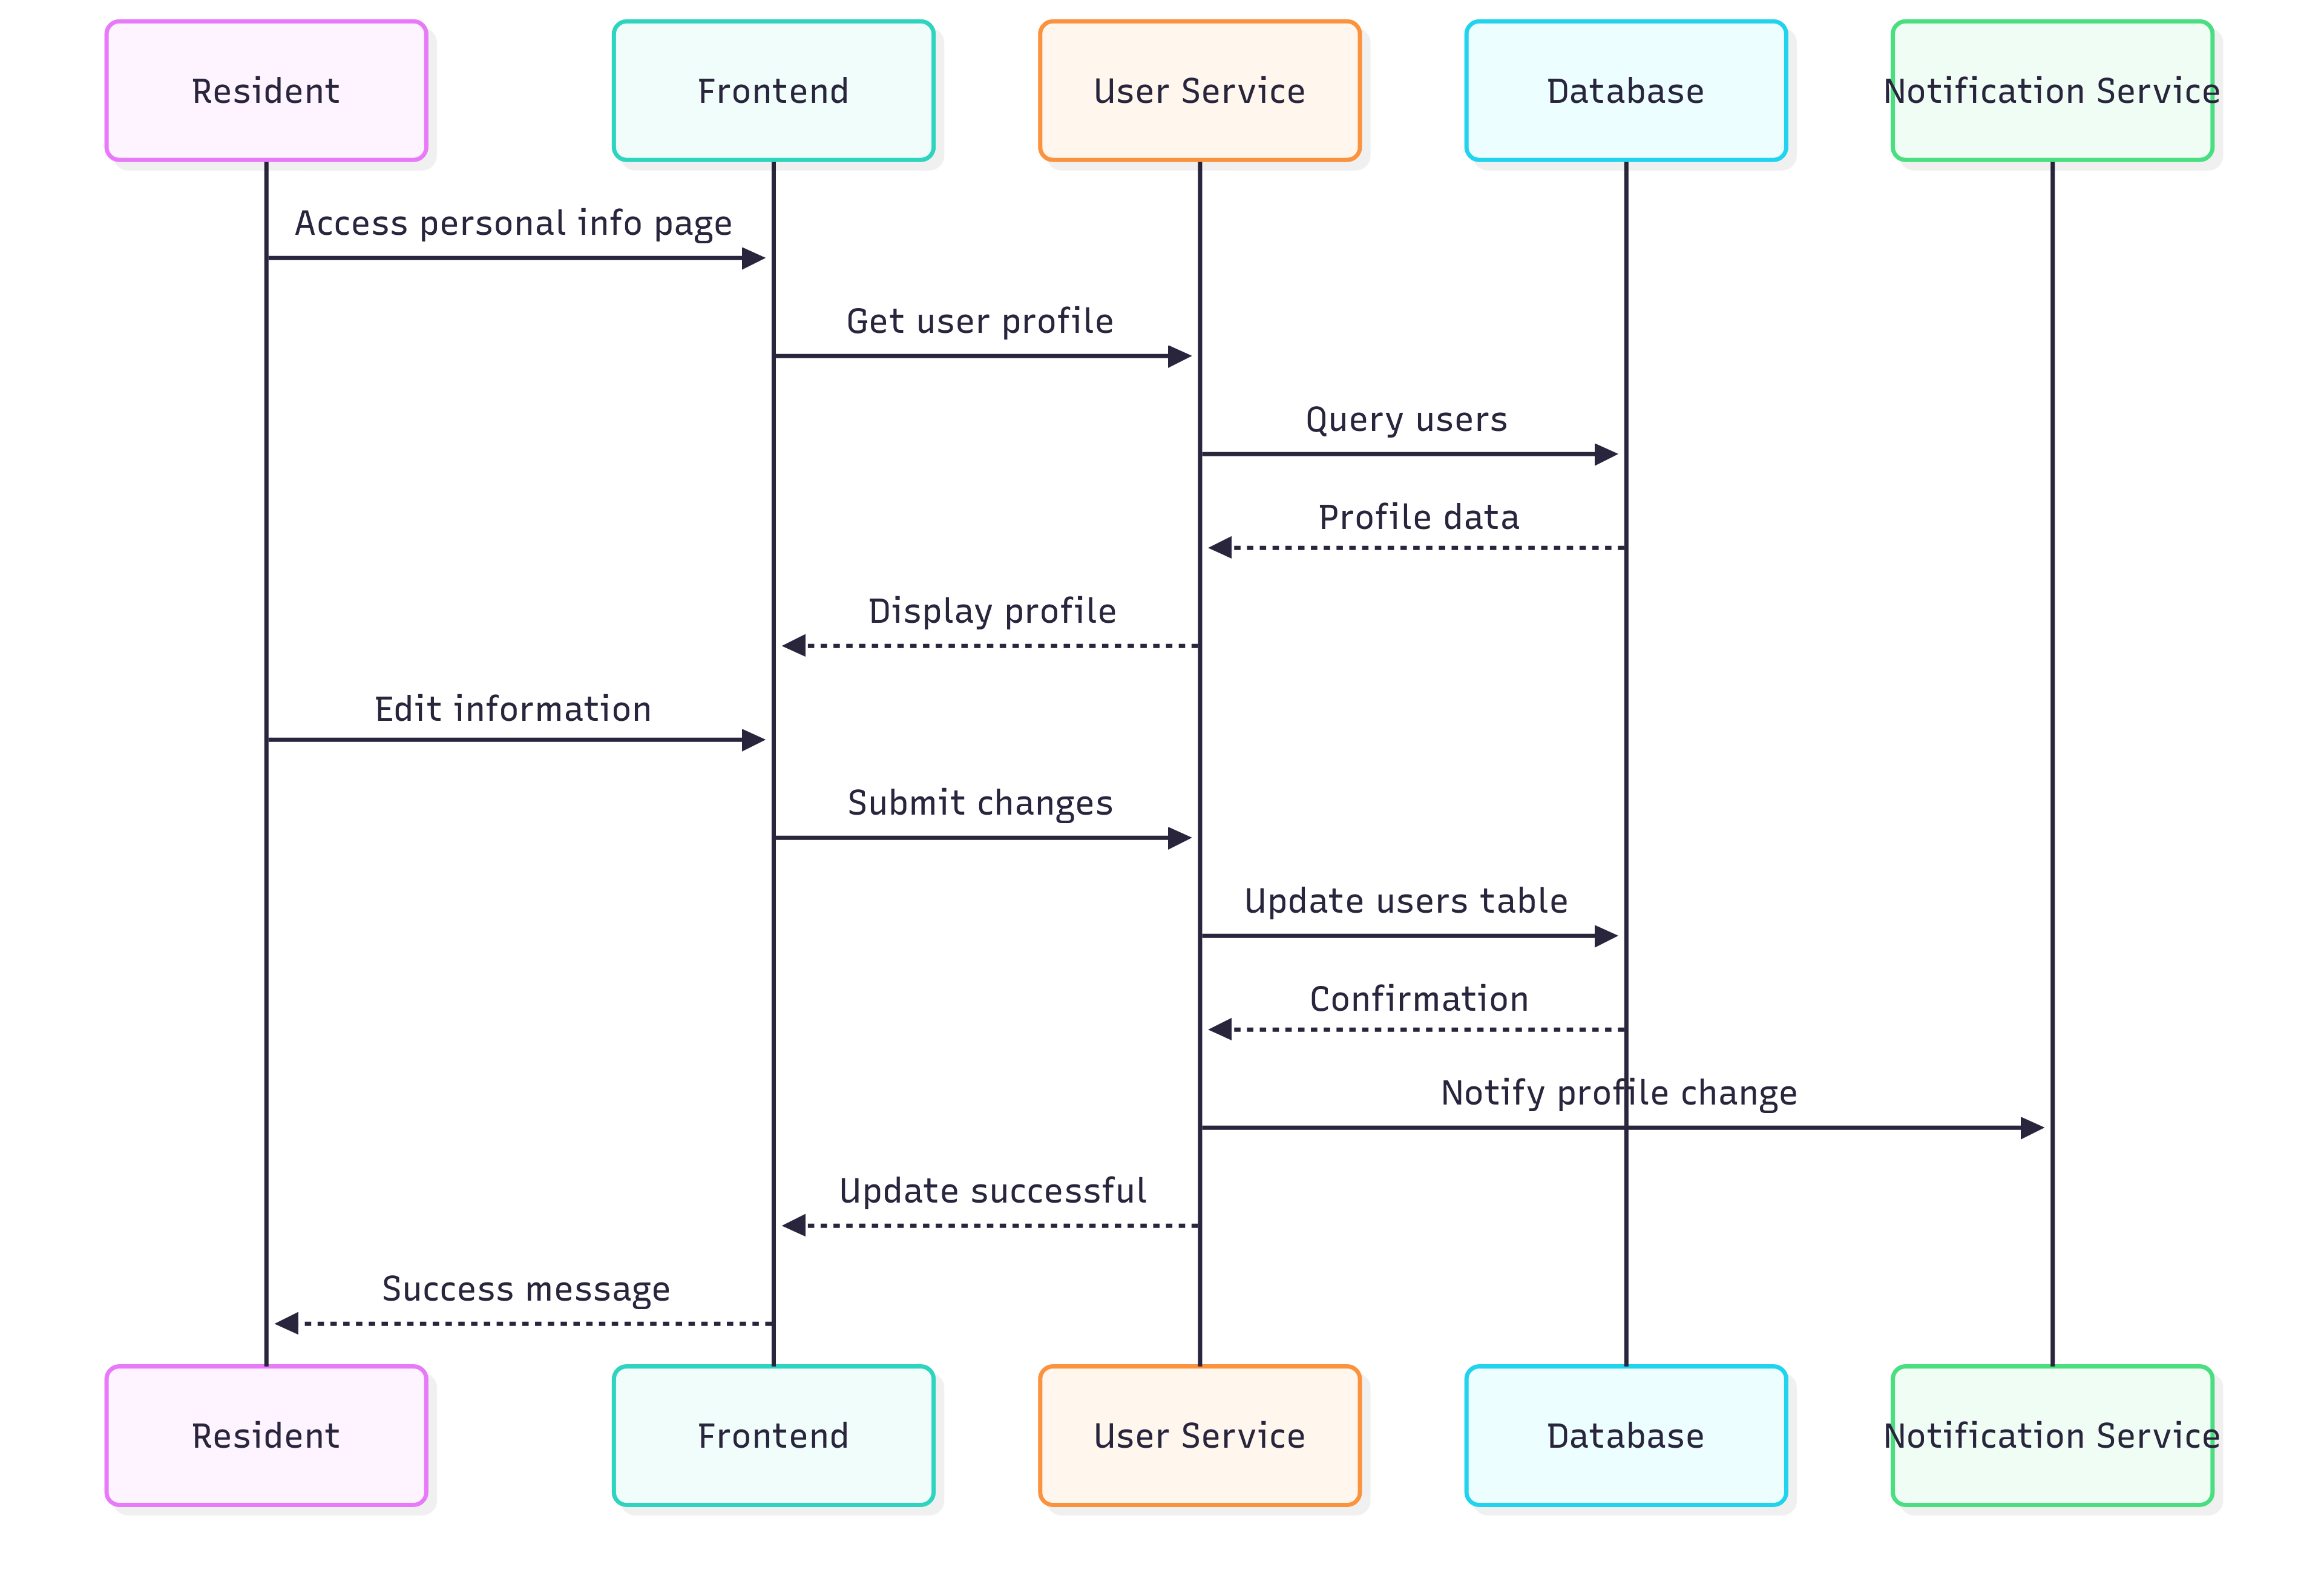 Resident
Frontend
User Service
Database
Notification Service
Access personal info page
Get user profile
Query users
Profile data
Display profile
Edit information
Submit changes
Update users table
Confirmation
Notify profile change
Update successful
Success message
Resident
Frontend
User Service
Database
Notification Service